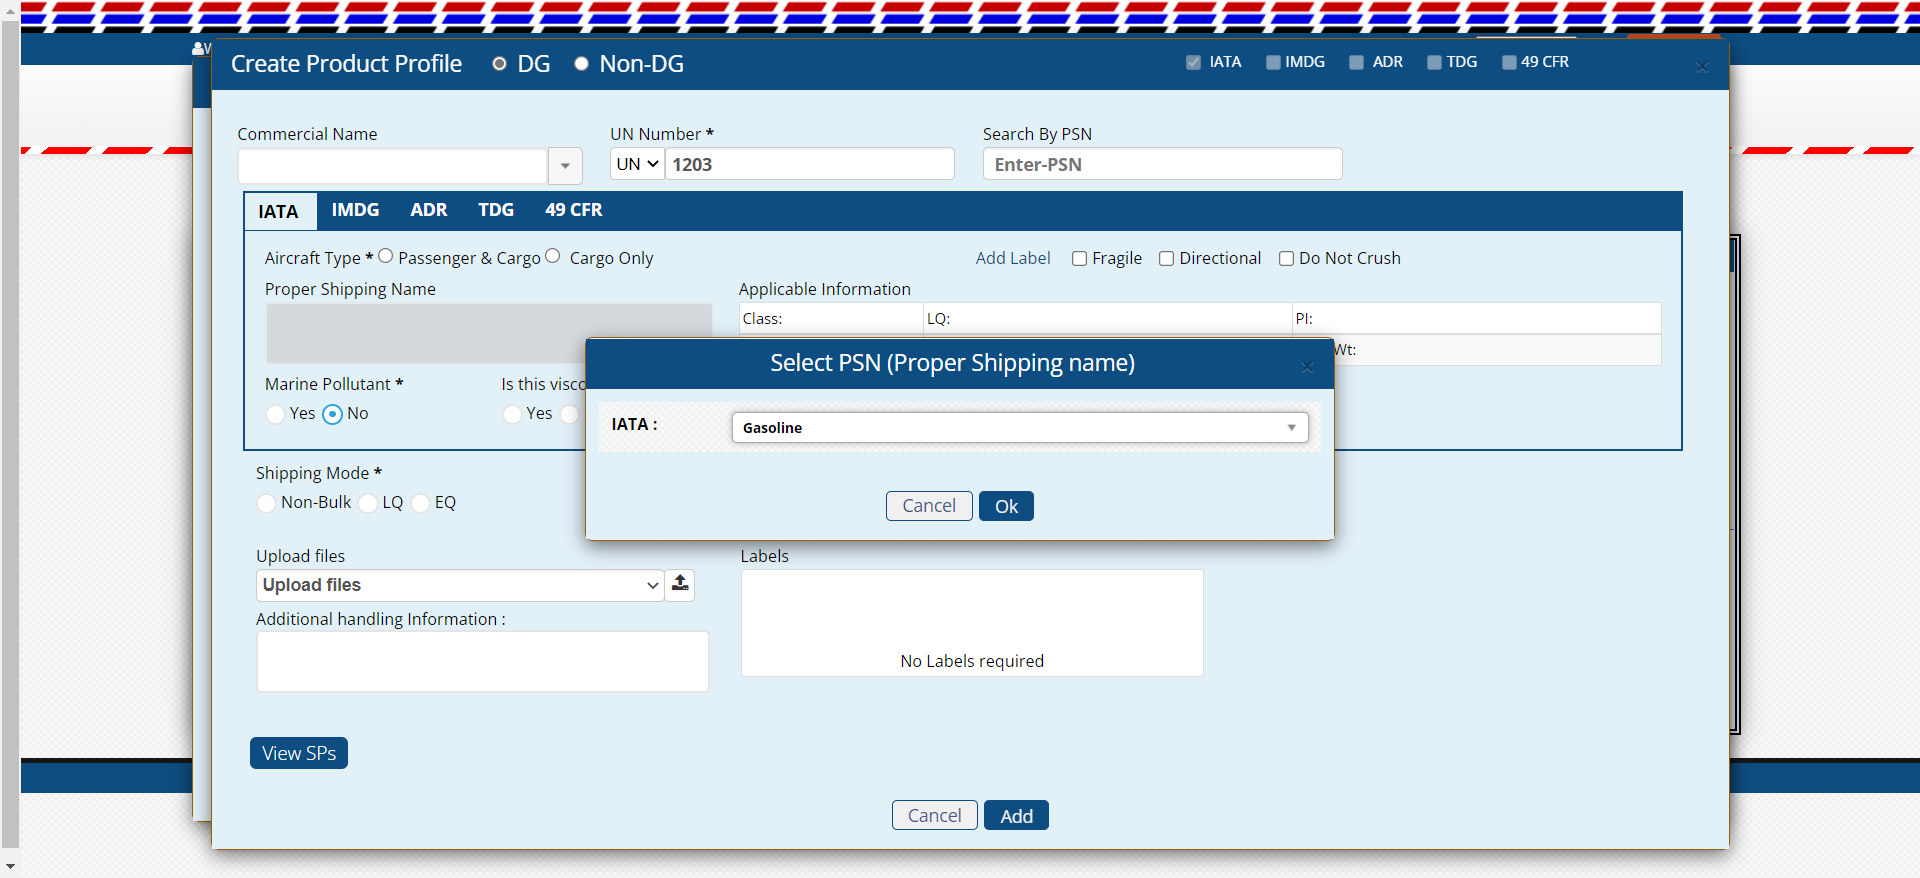 W
Create Product Profile DG Non-DG IATA IMDG ADR TDG 49 CFR
Commercial Name UN Number * Search By PSN
UN 1203 Enter-PSN
IATA IMDG ADR TDG 49 CFR
Aircraft Type * Passenger & Cargo Cargo Only Add Label Fragile Directional Do Not Crush
Proper Shipping Name Applicable Information
Class: LQ: PI:
Wt:
Select PSN (Proper Shipping name)
Marine Pollutant * Is this visco
Yes No Yes
IATA : Gasoline
Shipping Mode *
Non-Bulk LQ EQ
Cancel Ok
Upload files Labels
Upload files
Additional handling Information :
No Labels required
View SPs
Cancel Add